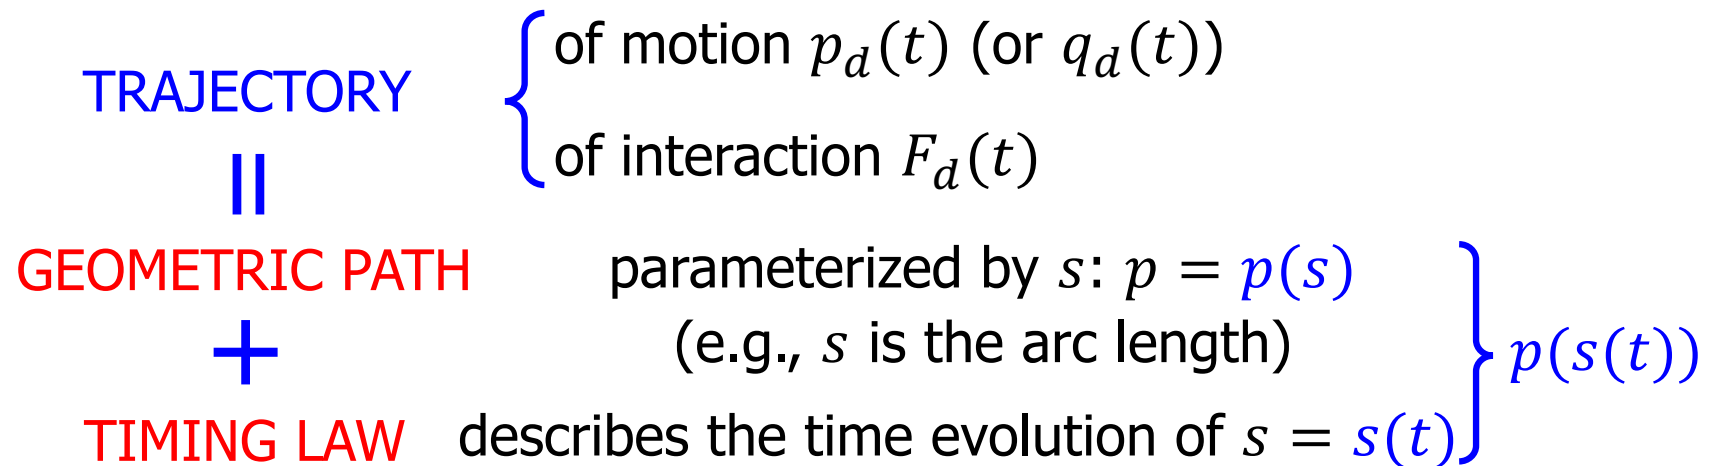 of motion p_d(t) (or q_d(t))
TRAJECTORY
of interaction F_d(t)
=
GEOMETRIC PATH parameterized by s: p = p(s)
(e.g., s is the arc length)
+
p(s(t))
TIMING LAW describes the time evolution of s = s(t)